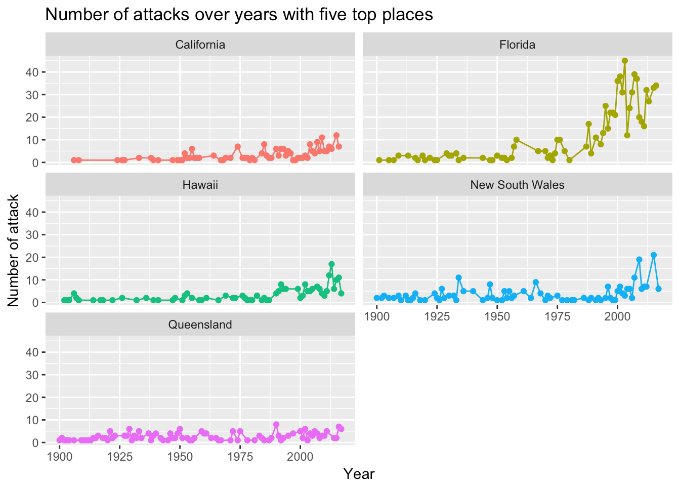 Number of attacks over years with five top places
California
Florida
40
30
20
10
0
Hawaii
New South Wales
40
30
20
10
0
1900 1925 1950 1975 2000
Queensland
40
30
20
10
0
1900 1925 1950 1975 2000
Number of attack
Year